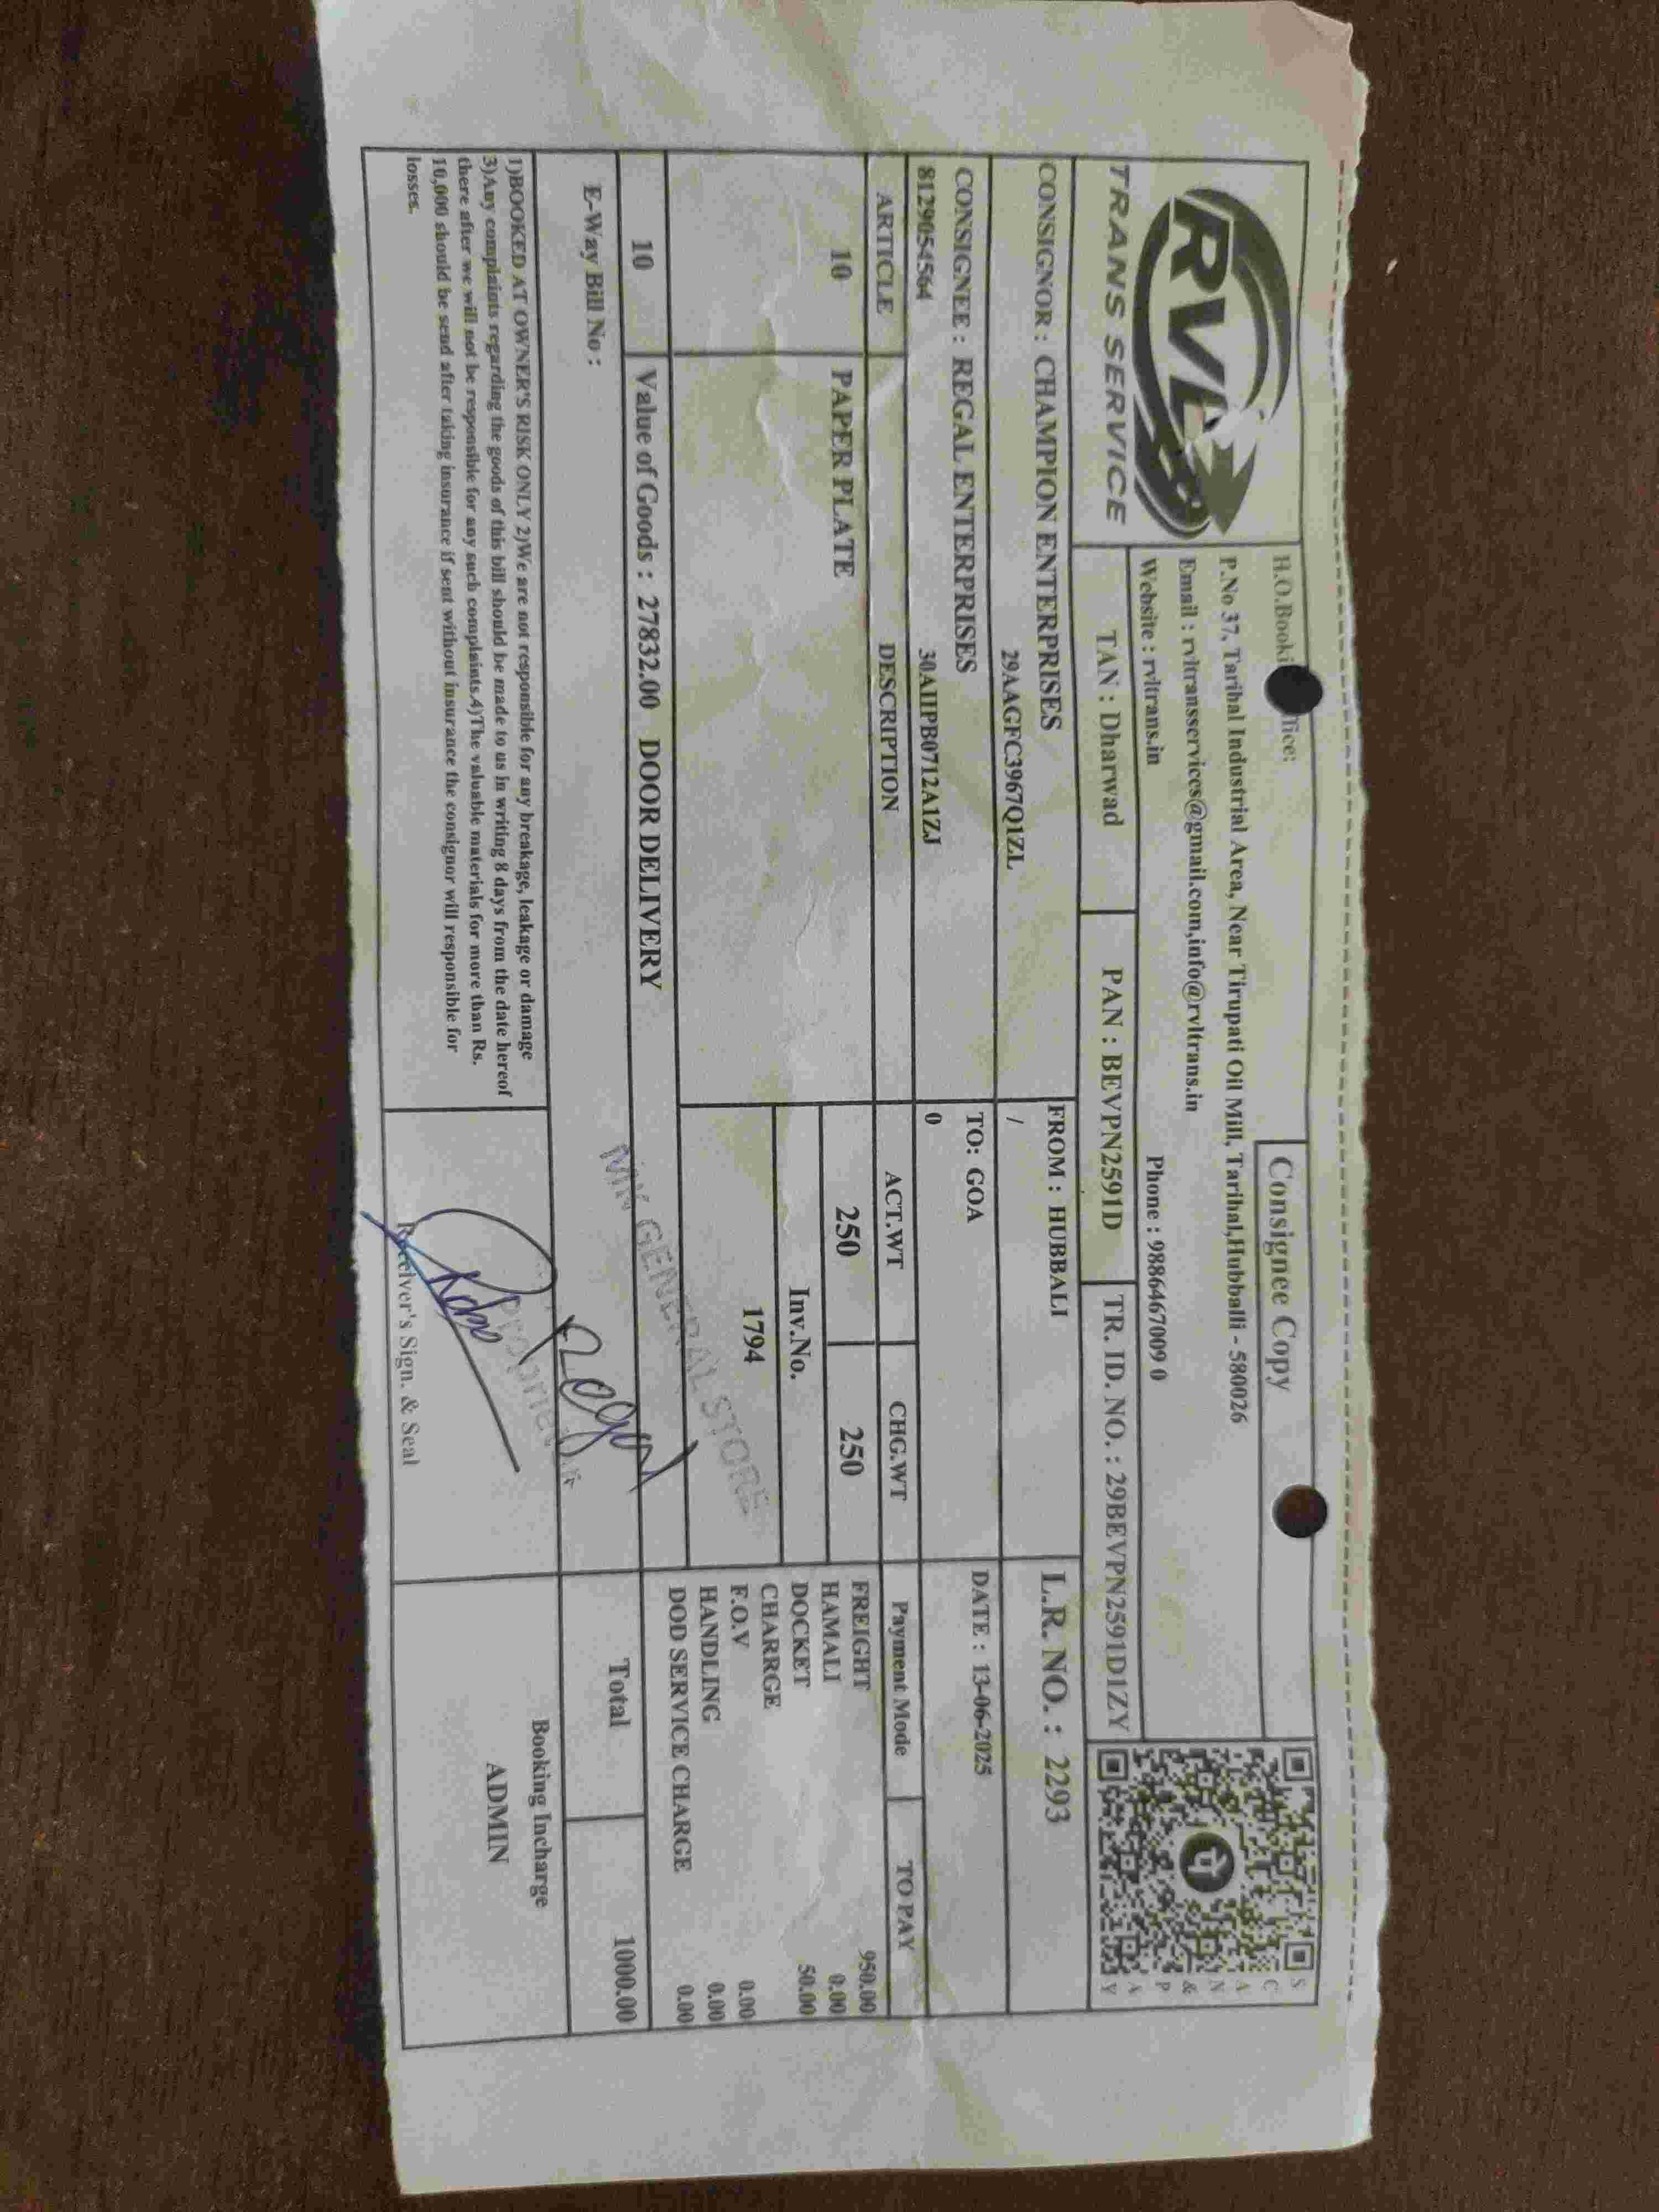 RVL
TRANS SERVICE
Consignee Copy
P.No 37, Tarihal Industrial Area, Near Tirupati Oil Mill, Tarihal,Hubballi - 580026
Email : rvltransservices@gmail.com,info@rvltrans.in
Website : rvltrans.in Phone : 9886467009 0
SCAN & PAY
TAN : Dharwad PAN : BEVPN2591D TR. ID. NO. : 29BEVPN2591D1ZY
CONSIGNOR : CHAMPION ENTERPRISES FROM : HUBBALI L.R. NO. : 2293
29AAGFC3967Q1ZL /
CONSIGNEE : REGAL ENTERPRISES TO: GOA DATE : 13-06-2025
8129054564 0
ARTICLE DESCRIPTION ACT.WT CHG.WT Payment Mode TO PAY
10 PAPER PLATE 250 250 FREIGHT 950.00
HAMALI 0.00
Inv.No. DOCKET 50.00
CHARRGE
1794 F.O.V 0.00
HANDLING 0.00
DOD SERVICE CHARGE 0.00
10 Value of Goods : 27832.00 DOOR DELIVERY
Total 1000.00
E-Way Bill No :
GENERAL STORE
1)BOOKED AT OWNER'S RISK ONLY 2)We are not responsible for any breakage, leakage or damage
3)Any complaints regarding the goods of this bill should be made to us in writing 8 days from the date hereof
there after we will not be responsible for any such complaints.4)The valuable materials for more than Rs.
10,000 should be send after taking insurance if sent without insurance the consignor will responsible for
losses.
Receiver's Sign. & Seal
Booking Incharge
ADMIN